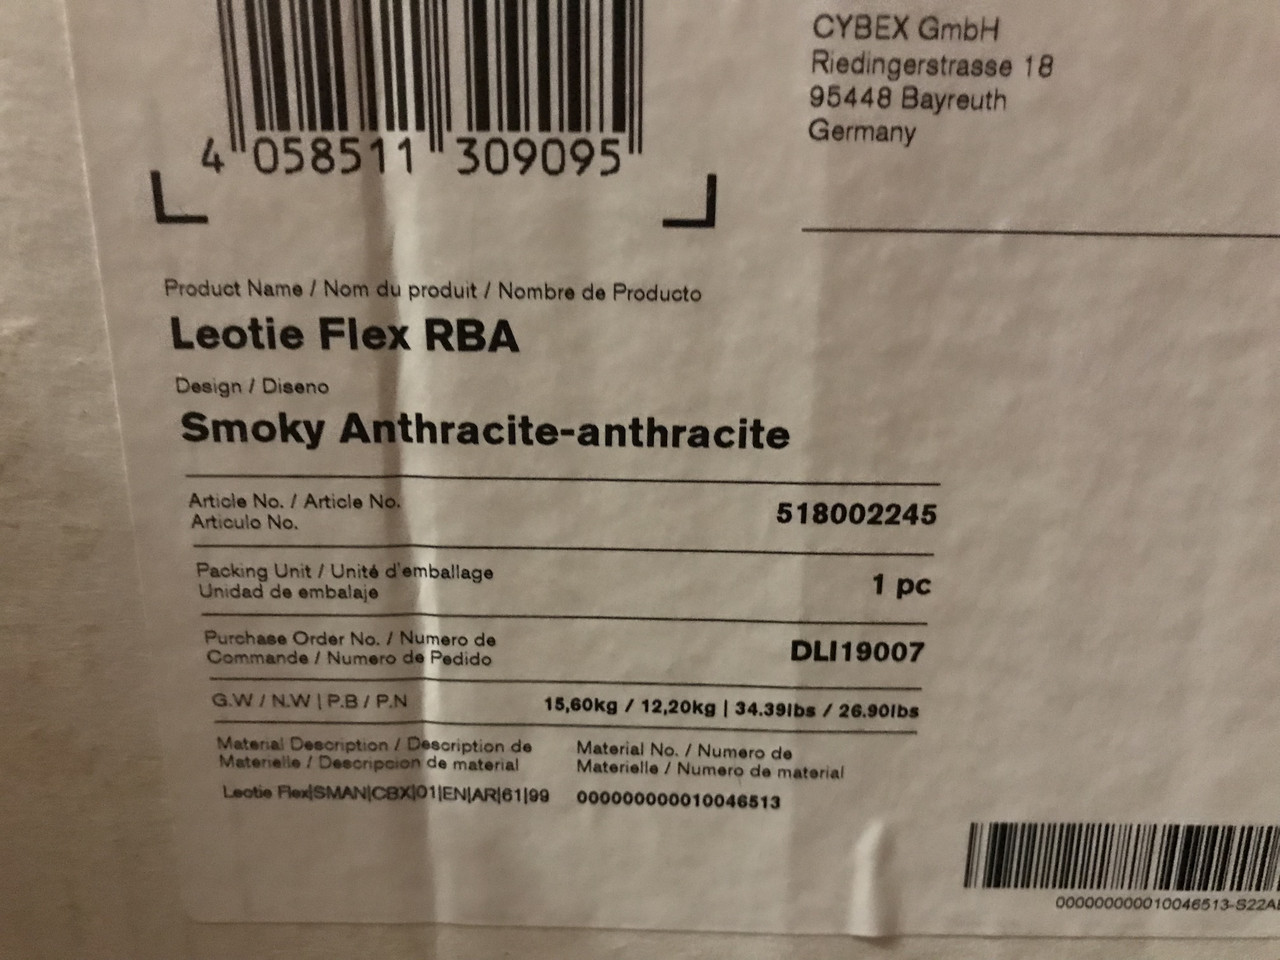 4 058511 309095
CYBEX GmbH
Riedingerstrasse 18
95448 Bayreuth
Germany
Product Name / Nom du produit / Nombre de Producto
Leotie Flex RBA
Design / Diseno
Smoky Anthracite-anthracite
Article No. / Article No.
Articulo No.
518002245
Packing Unit / Unité d'emballage
Unidad de embalaje
1 pc
Purchase Order No. / Numero de
Commande / Numero de Pedido
DLI19007
G.W / N.W | P.B / P.N
15,60kg / 12,20kg | 34.39lbs / 26.90lbs
Material Description / Description de
Materielle / Descripcion de material
Leotie Flex|SMAN|CBX|01|EN|AR|61|99
Material No. / Numero de
Materielle / Numero de material
000000000010046513
000000000010046513-S22A